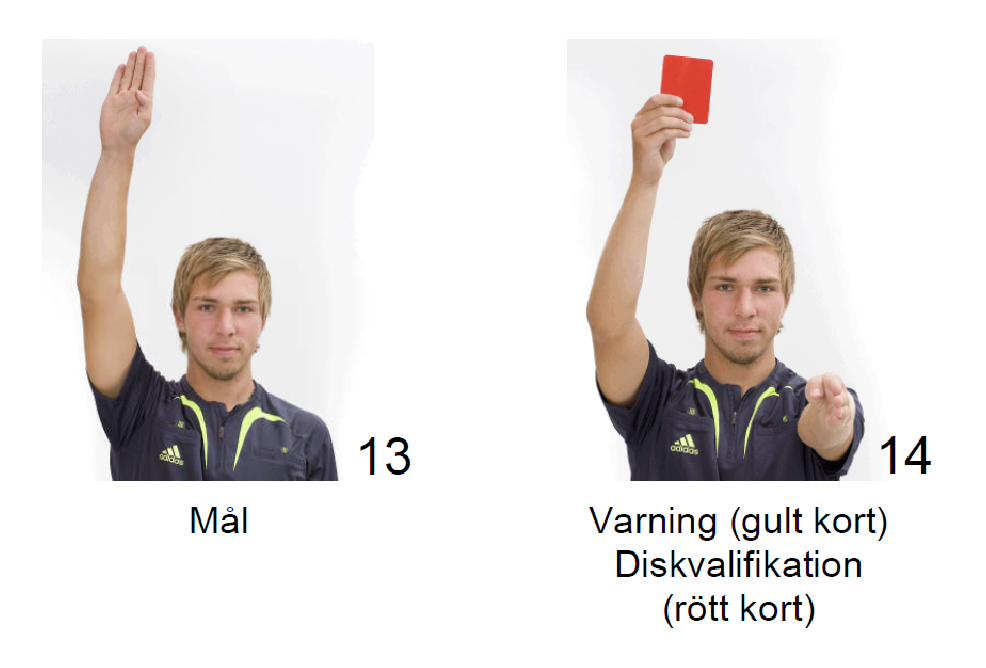 adidas
13
Mål
adidas
14
Varning (gult kort)
Diskvalifikation
(rött kort)